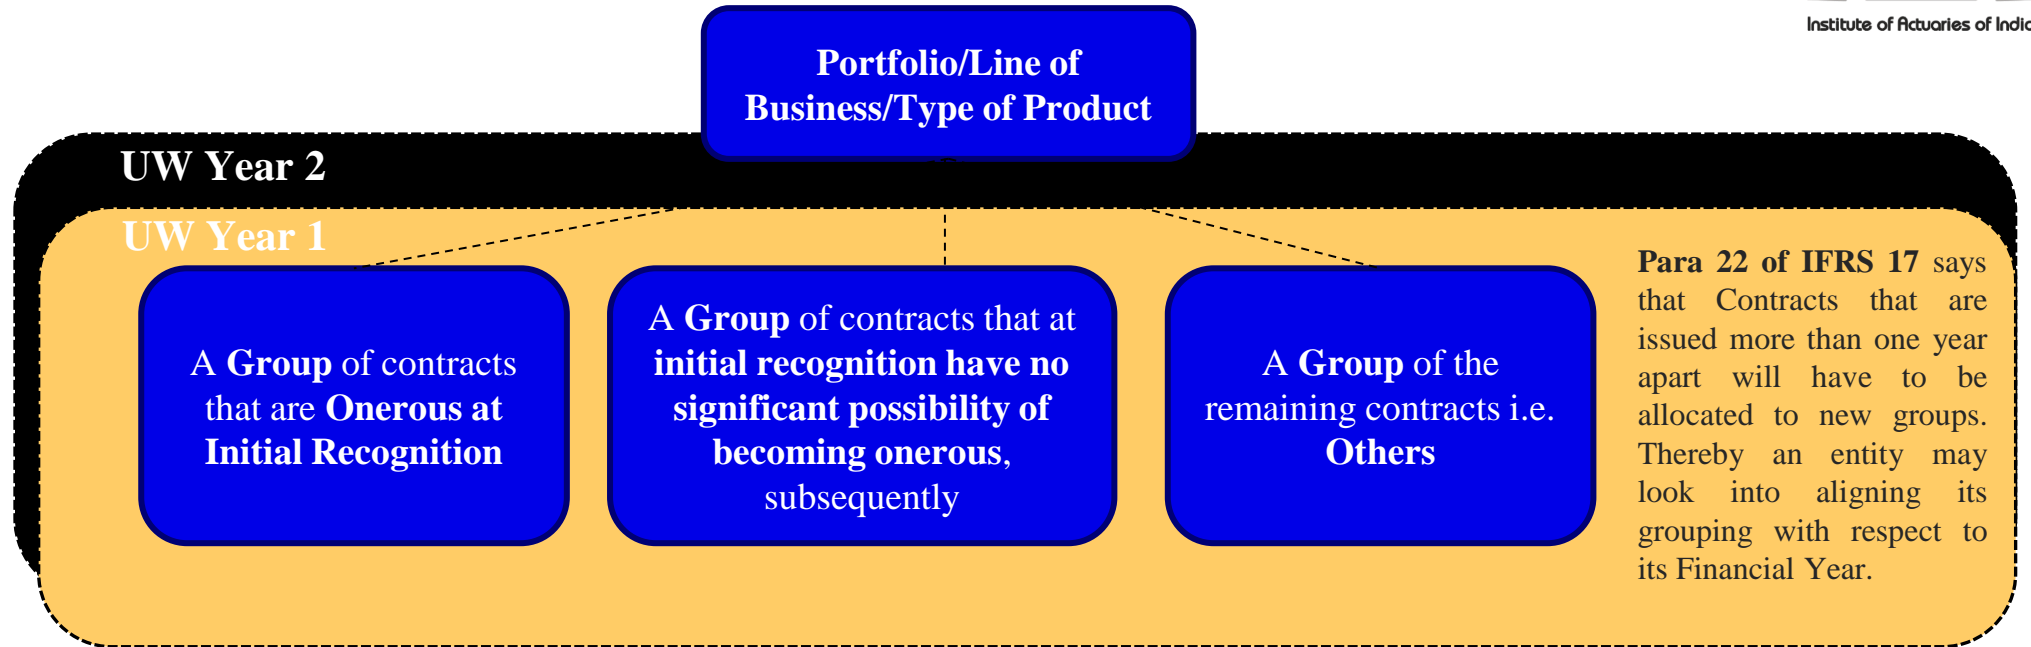 Institute of Actuaries of India
Portfolio/Line of
Business/Type of Product
UW Year 2
UW Year 1
A Group of contracts
that are Onerous at
Initial Recognition
A Group of contracts that at
initial recognition have no
significant possibility of
becoming onerous,
subsequently
A Group of the
remaining contracts i.e.
Others
Para 22 of IFRS 17 says
that Contracts that are
issued more than one year
apart will have to be
allocated to new groups.
Thereby an entity may
look into aligning its
grouping with respect to
its Financial Year.